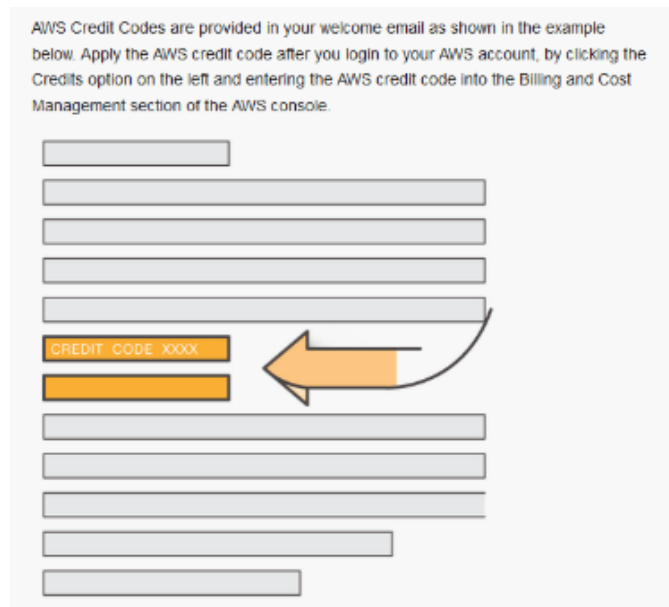 AWS Credit Codes are provided in your welcome email as shown in the example
below. Apply the AWS credit code after you login to your AWS account, by clicking the
Credits option on the left and entering the AWS credit code into the Billing and Cost
Management section of the AWS console.
CREDIT CODE XXXX